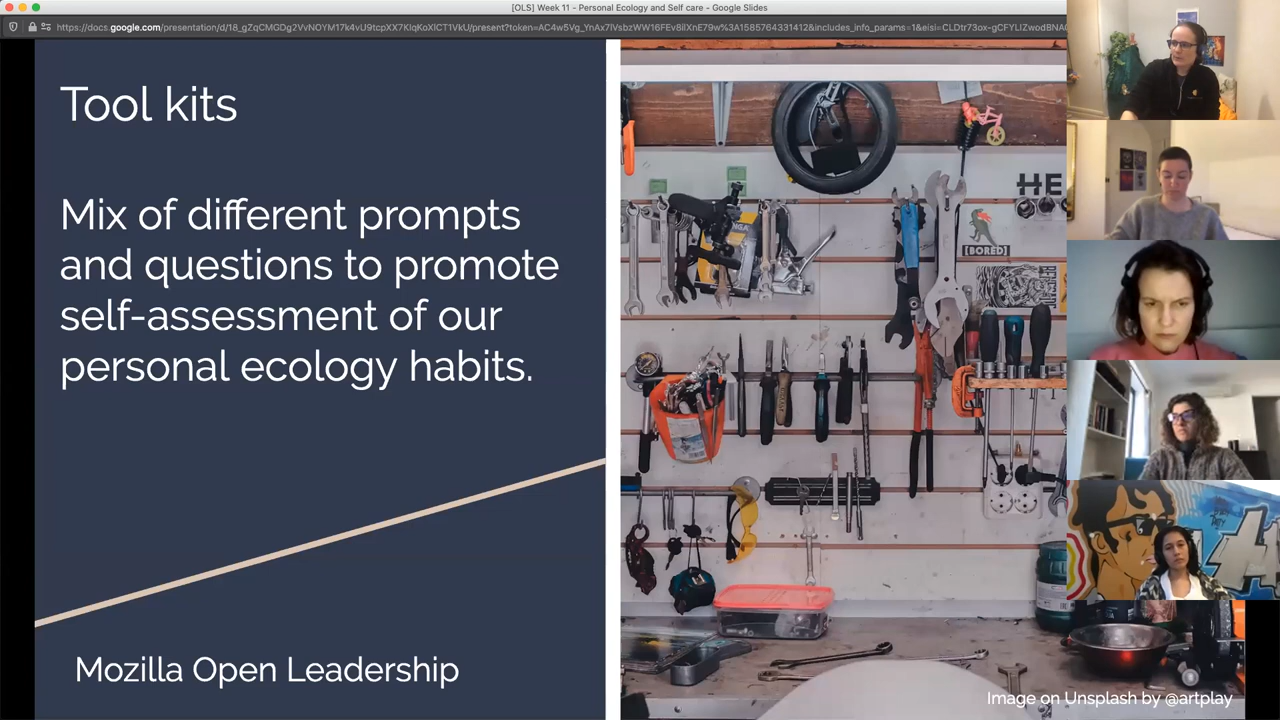 [OLS] Week 11 - Personal Ecology and Self care - Google Slides
Tool kits
Mix of different prompts
and questions to promote
self-assessment of our
personal ecology habits.
Mozilla Open Leadership
HE
[BORED]
Image on Unsplash by @artplay